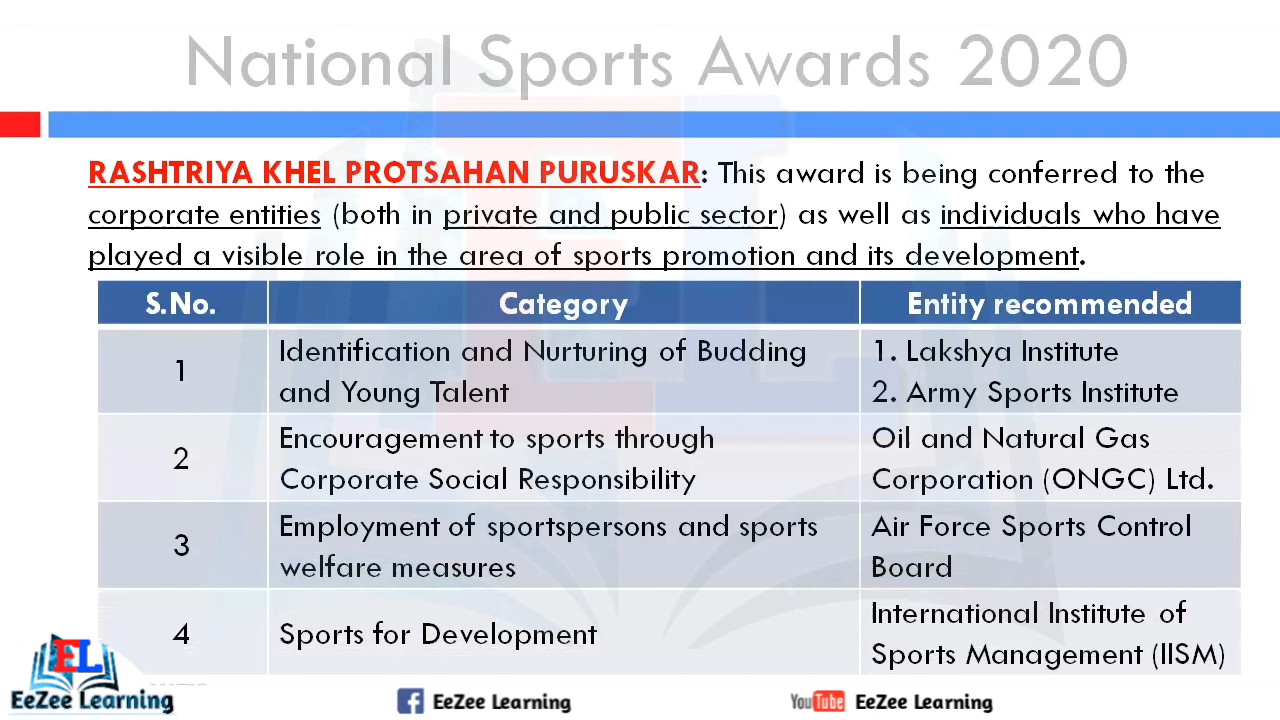 National Sports Awards 2020
RASHTRIYA KHEL PROTSAHAN PURUSKAR: This award is being conferred to the
corporate entities (both in private and public sector) as well as individuals who have
played a visible role in the area of sports promotion and its development.
S.No. Category Entity recommended
1 Identification and Nurturing of Budding and Young Talent 1. Lakshya Institute
2. Army Sports Institute
2 Encouragement to sports through Corporate Social Responsibility Oil and Natural Gas Corporation (ONGC) Ltd.
3 Employment of sportspersons and sports welfare measures Air Force Sports Control Board
4 Sports for Development International Institute of Sports Management (IISM)
EL
EeZee Learning
EeZee Learning
YouTube EeZee Learning